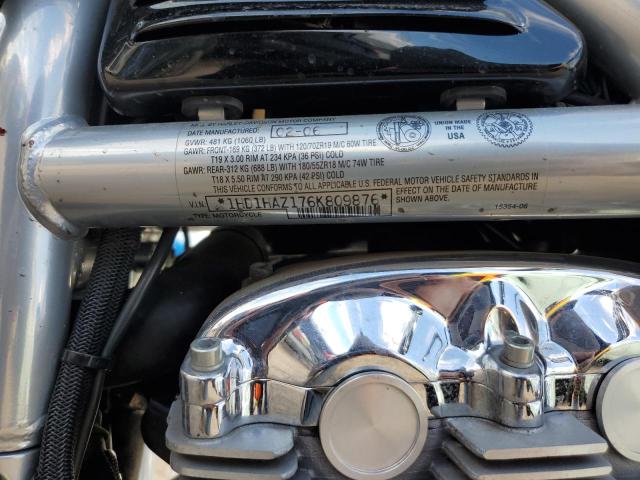 MFG. BY HARLEY-DAVIDSON MOTOR COMPANY
DATE MANUFACTURED: 02-06
GVWR: 481 KG (1060 LB)
GAWR: FRONT-169 KG (372 LB) WITH 120/70ZR19 M/C 60W TIRE
T19 X 3.00 RIM AT 234 KPA (36 PSI) COLD
GAWR: REAR-312 KG (688 LB) WITH 180/55ZR18 M/C 74W TIRE
T18 X 5.50 RIM AT 290 KPA (42 PSI) COLD
THIS VEHICLE CONFORMS TO ALL U.S. FEDERAL MOTOR VEHICLE SAFETY STANDARDS IN
EFFECT ON THE DATE OF MANUFACTURE SHOWN ABOVE.
VIN *1HD1HAZ176K809876*
TYPE MOTORCYCLE
UNION MADE IN
THE
USA
15354-06